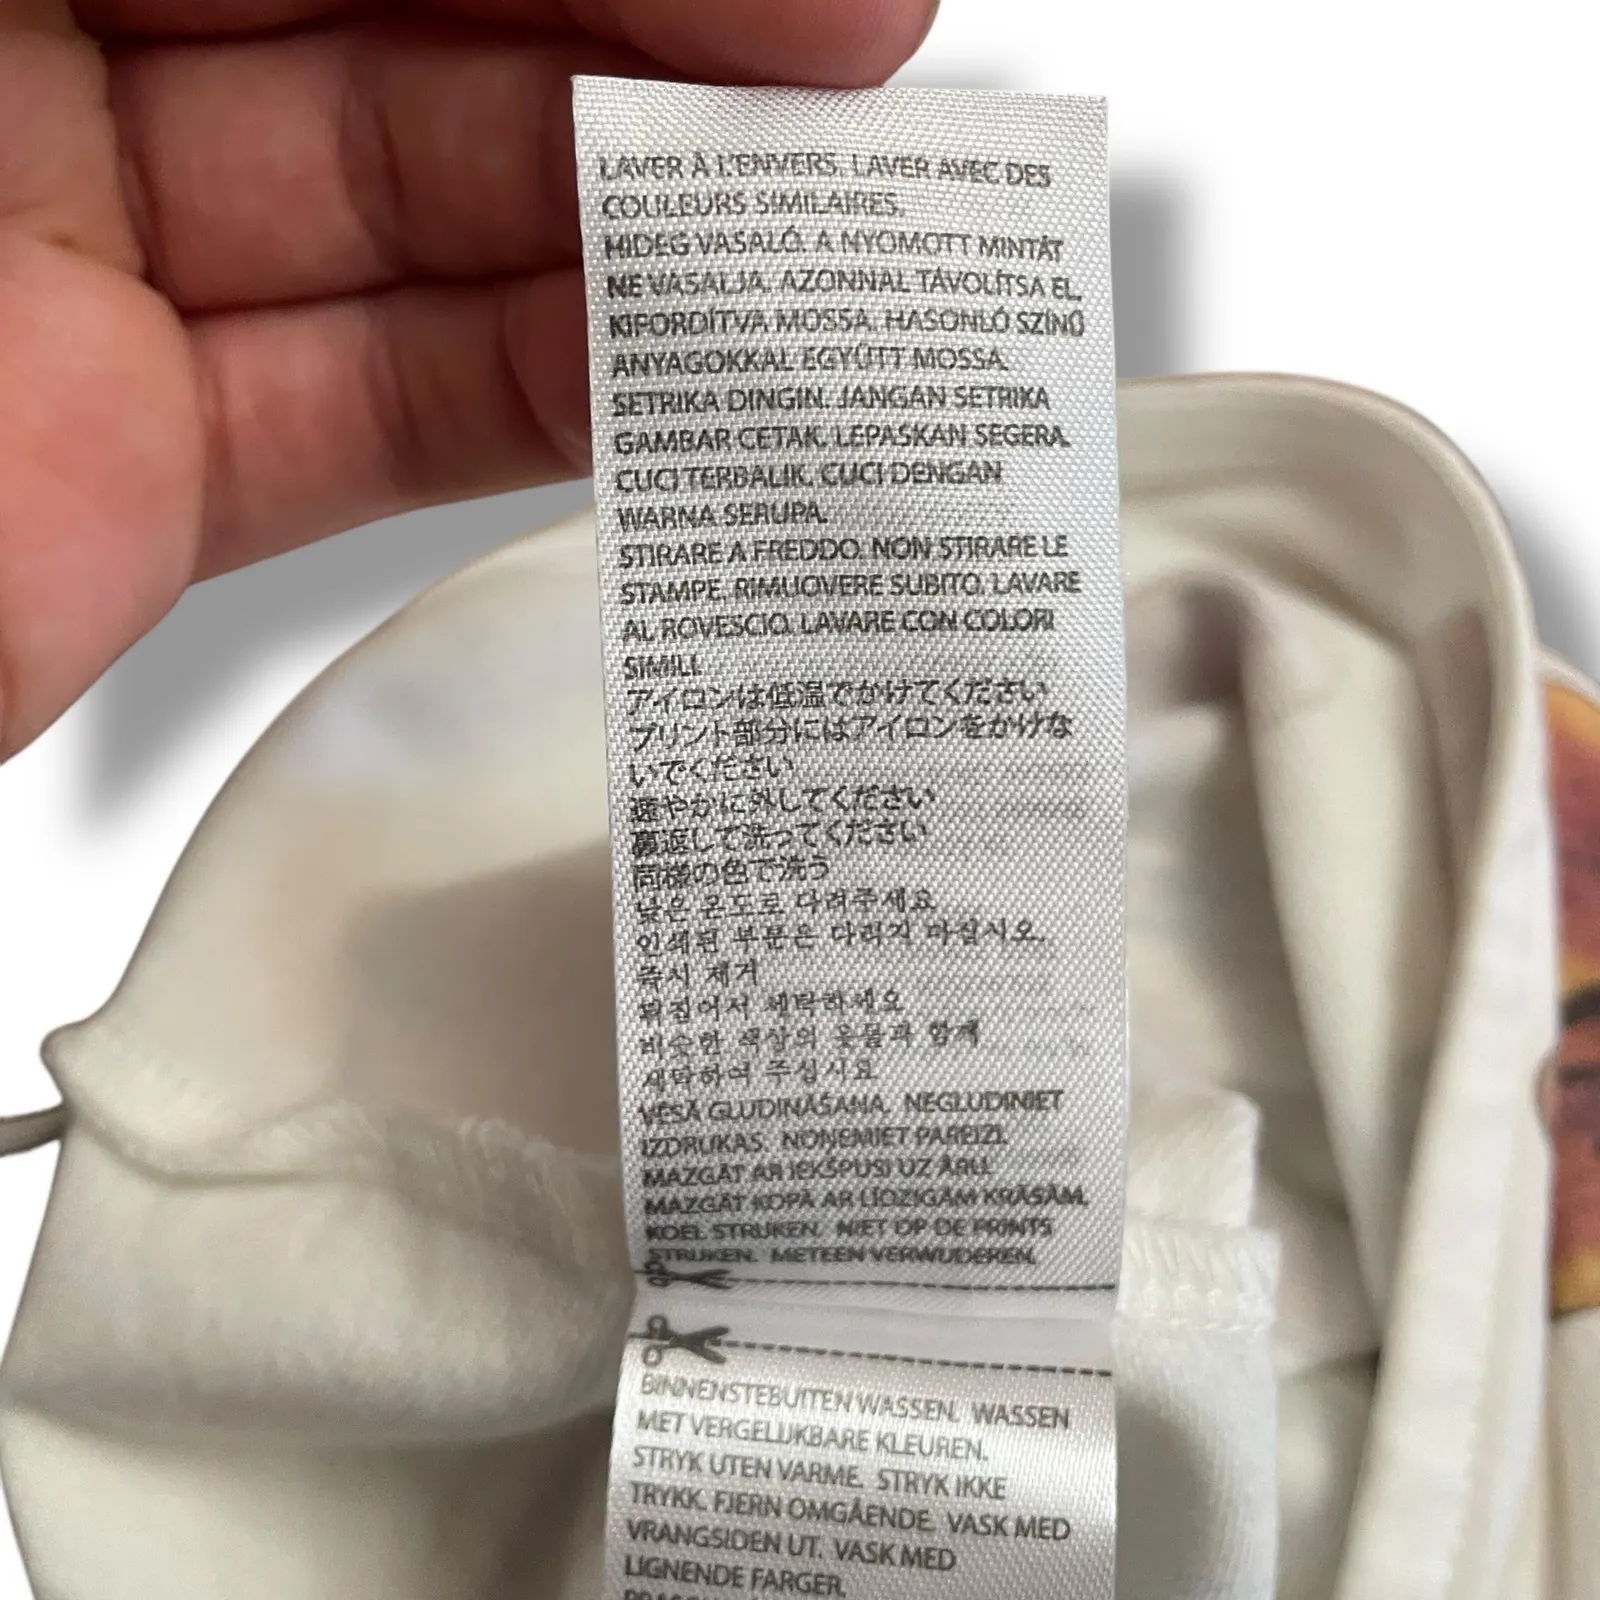 LAVER À L'ENVERS. LAVER AVEC DES
COULEURS SIMILAIRES.
HIDEG VASALÓ. A NYOMOTT MINTÁT
NE VASALJA. AZONNAL TÁVOLÍTSA EL.
KIFORDÍTVA MOSSA. HASONLÓ SZÍNŰ
ANYAGOKKAL EGYÜTT MOSSA.
SETRIKA DINGIN. JANGAN SETRIKA
GAMBAR CETAK. LEPASKAN SEGERA.
CUCI TERBALIK. CUCI DENGAN
WARNA SERUPA.
STIRARE A FREDDO. NON STIRARE LE
STAMPE. RIMUOVERE SUBITO. LAVARE
AL ROVESCIO. LAVARE CON COLORI
SIMILI.
アイロンは低温でかけてください
プリント部分にはアイロンをかけな
いでください
速やかに外してください
裏返しで洗ってください
同様の色で洗う
낮은 온도로 다려주세요
인쇄된 부분은 다리지 마십시오.
즉시 제거
뒤집어서 세탁하세요
비슷한 색상의 옷들과 함께
세탁하여 주십시요
VĒSA GLUDINĀŠANA. NEGLUDINIET
IZDRUKAS. NOŅEMIET PAREIZI.
MAZGĀT AR IEKŠPUSI UZ ĀRU.
MAZGĀT KOPĀ AR LĪDZĪGĀM KRĀSĀM.
KOEL STRIJKEN. NIET OP DE PRINTS
STRIJKEN. METEEN VERWIJDEREN.
BINNENSTEBUITEN WASSEN. WASSEN
MET VERGELIJKBARE KLEUREN.
STRYK UTEN VARME. STRYK IKKE
TRYKK. FJERN OMGÅENDE. VASK MED
VRANGSIDEN UT. VASK MED
LIGNENDE FARGER.